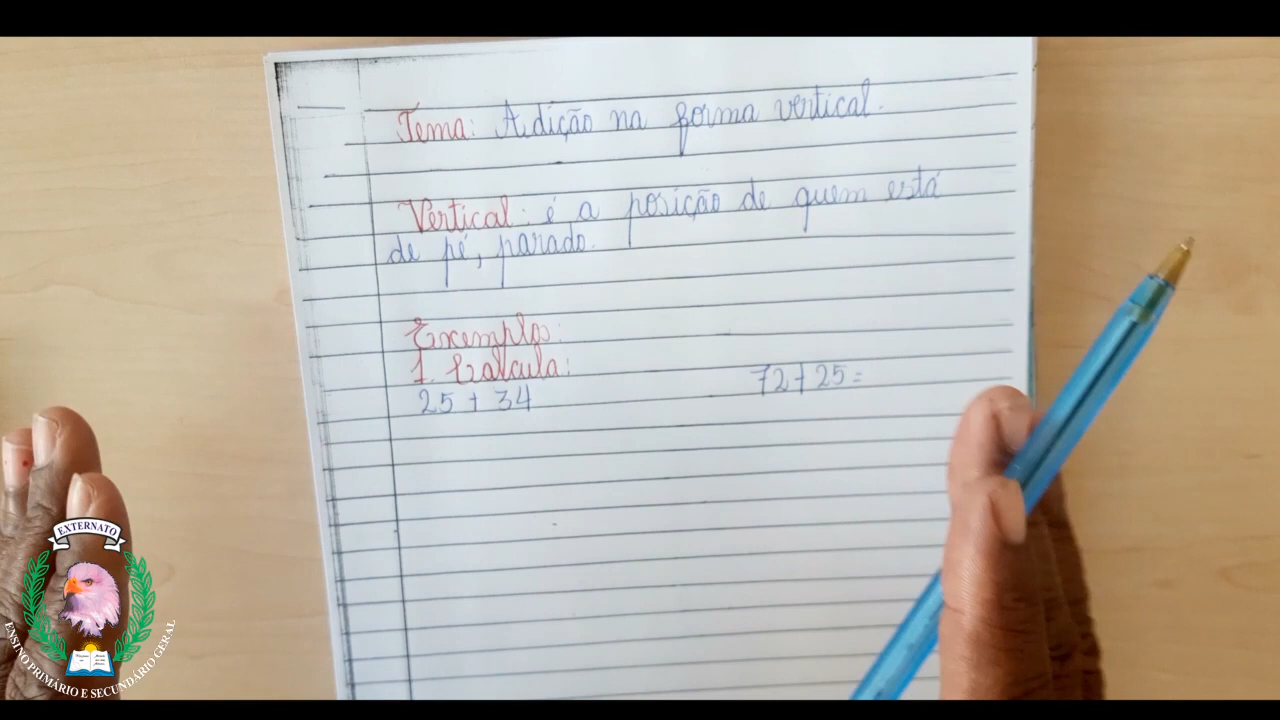 Tema: Adição na forma vertical.
Vertical: é a posição de quem está
de pé, parado.
Exemplo:
1. Calcula:
25 + 34
72+25=
EXTERNATO
ENSINO PRIMÁRIO E SECUNDÁRIO GERAL